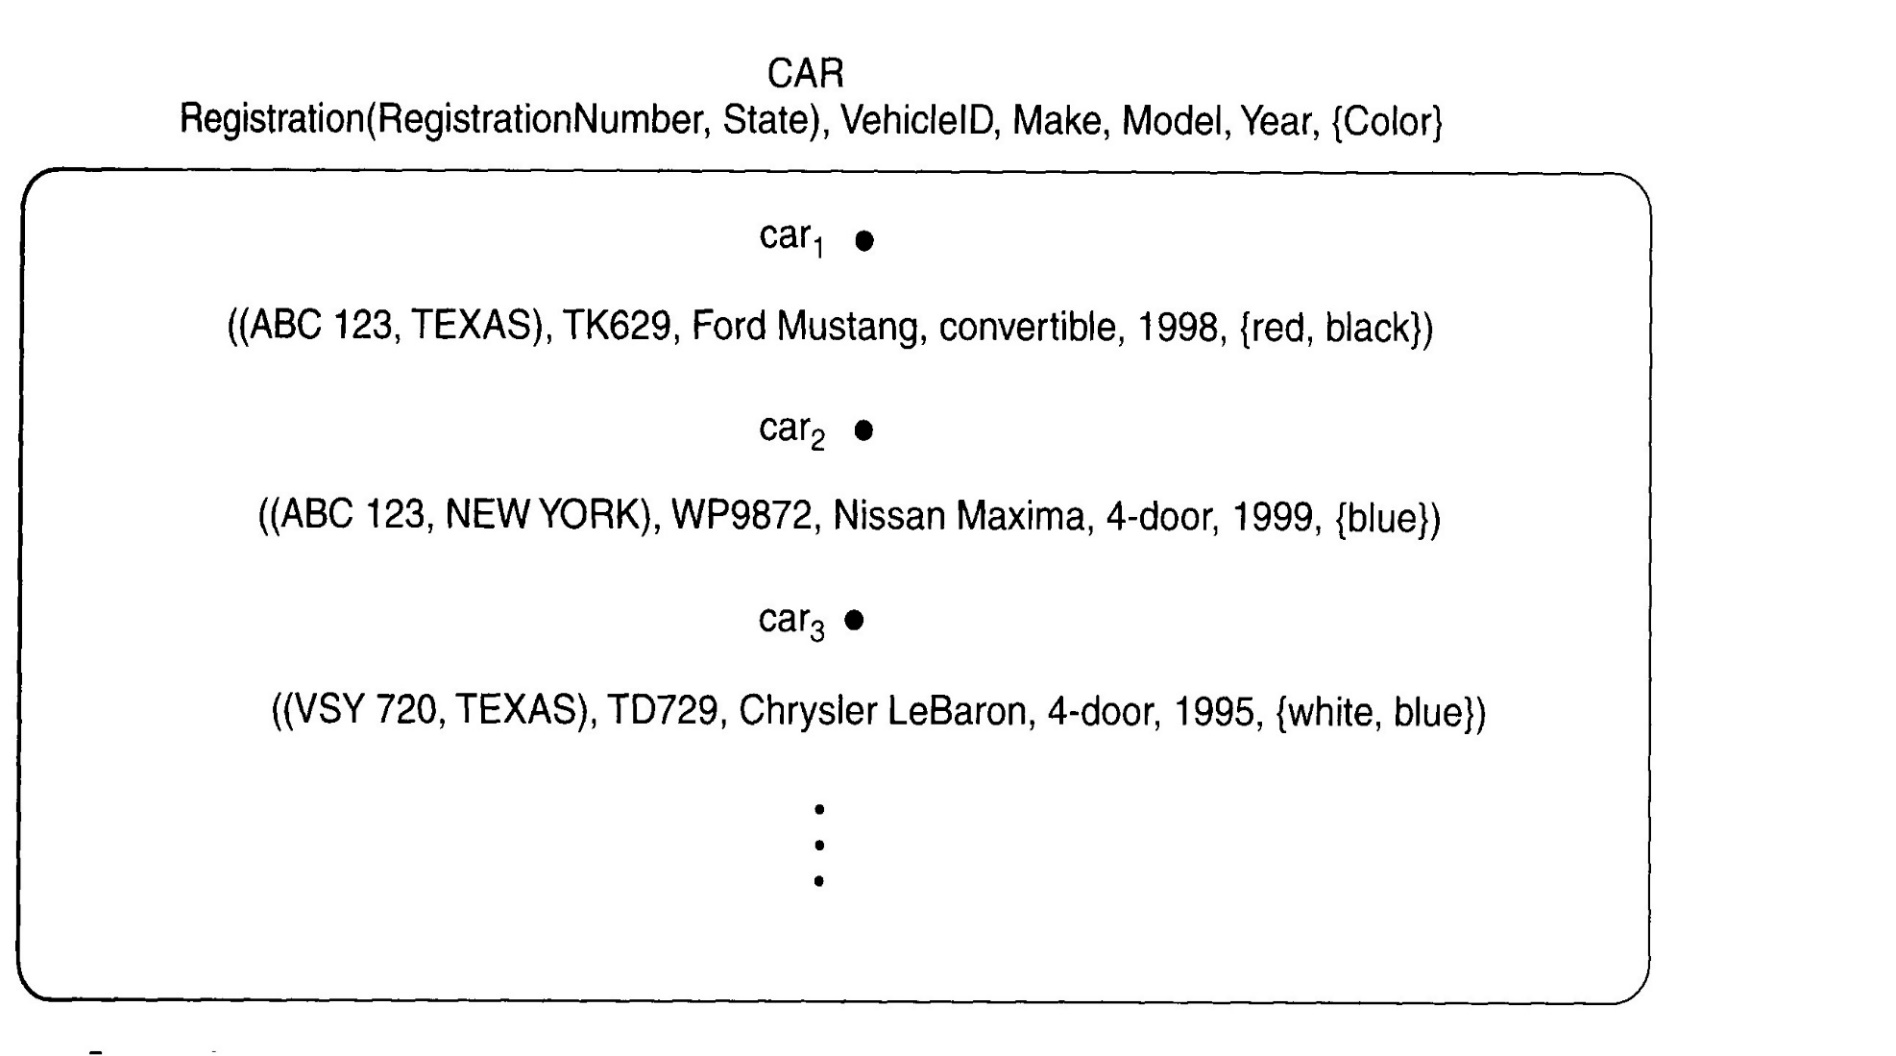 CAR
Registration(RegistrationNumber, State), VehicleID, Make, Model, Year, {Color}
car₁ ●
((ABC 123, TEXAS), TK629, Ford Mustang, convertible, 1998, {red, black})
car₂ ●
((ABC 123, NEW YORK), WP9872, Nissan Maxima, 4-door, 1999, {blue})
car₃ ●
((VSY 720, TEXAS), TD729, Chrysler LeBaron, 4-door, 1995, {white, blue})